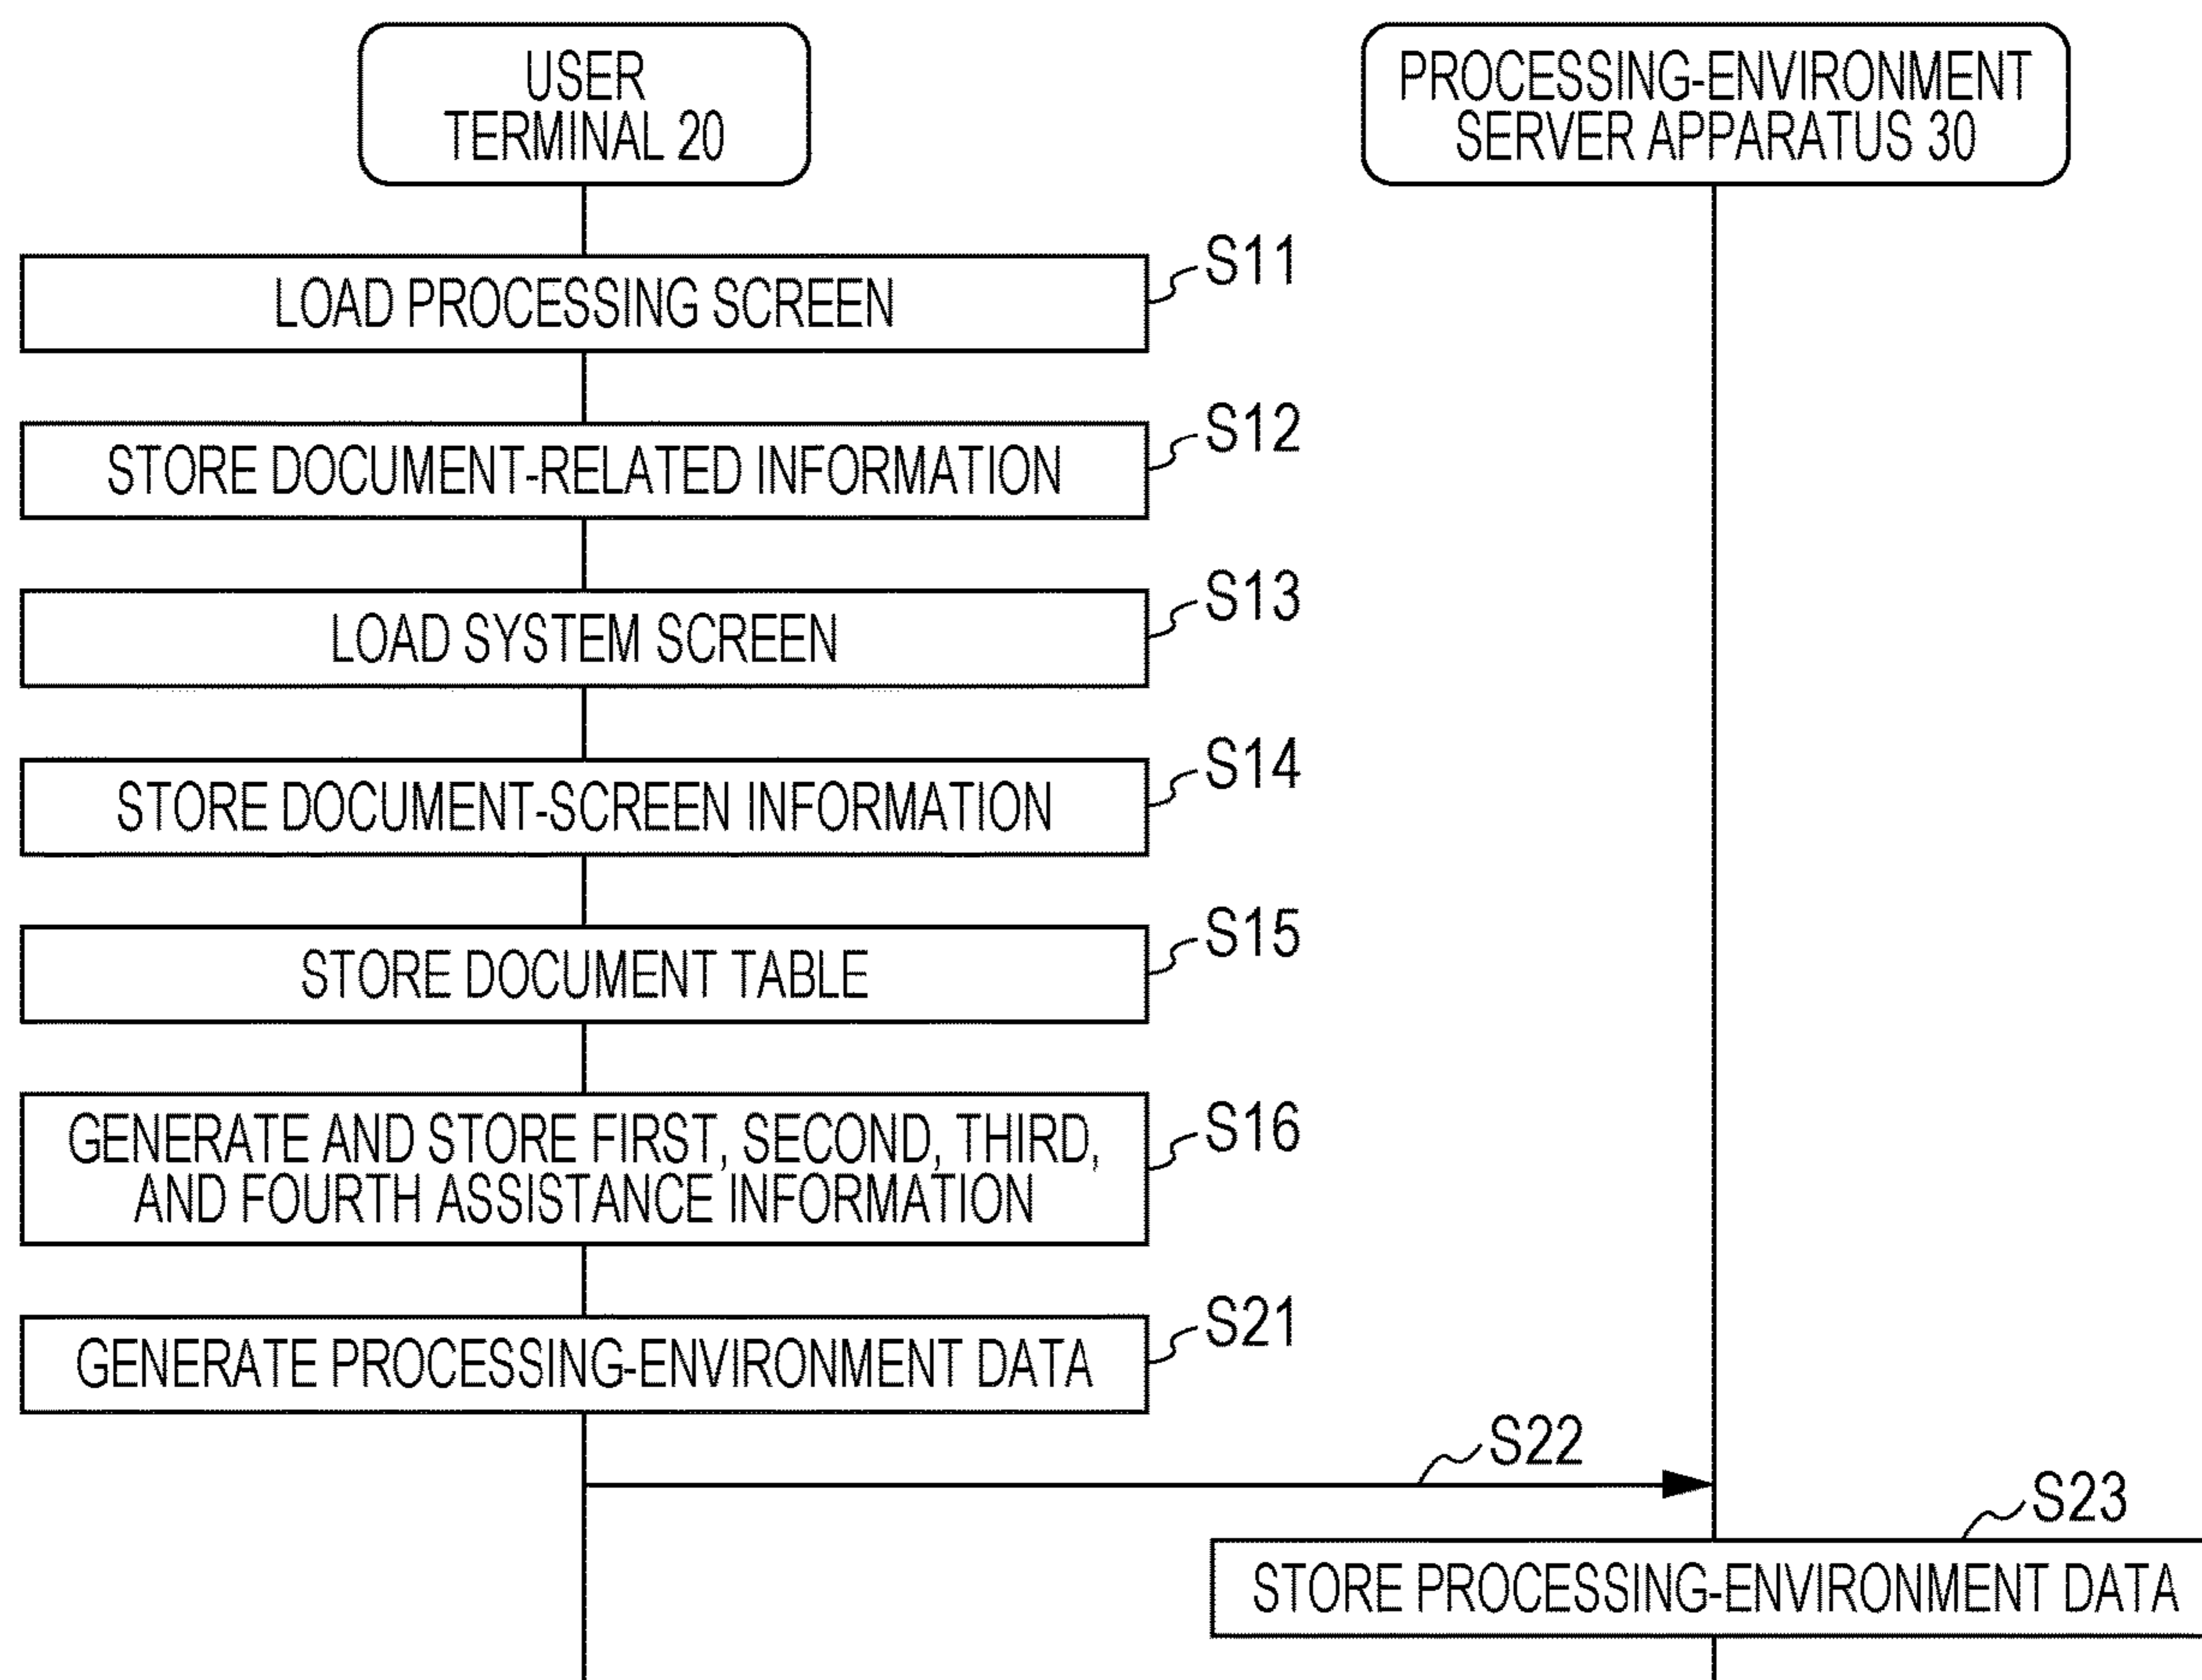 USER
TERMINAL 20
PROCESSING-ENVIRONMENT
SERVER APPARATUS 30
LOAD PROCESSING SCREEN
S11
STORE DOCUMENT-RELATED INFORMATION
S12
LOAD SYSTEM SCREEN
S13
STORE DOCUMENT-SCREEN INFORMATION
S14
STORE DOCUMENT TABLE
S15
GENERATE AND STORE FIRST, SECOND, THIRD,
AND FOURTH ASSISTANCE INFORMATION
S16
GENERATE PROCESSING-ENVIRONMENT DATA
S21
S22
S23
STORE PROCESSING-ENVIRONMENT DATA